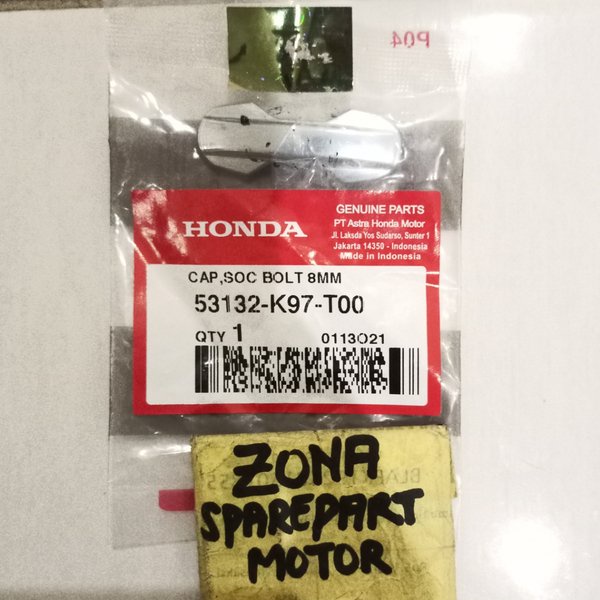 P04
HONDA
GENUINE PARTS
PT Astra Honda Motor
Jl. Laksda Yos Sudarso, Sunter 1
Jakarta 14350 - Indonesia
Made in Indonesia
CAP,SOC BOLT 8MM
53132-K97-T00
QTY 1 0113O21
ZONA
SPAREPART
MOTOR